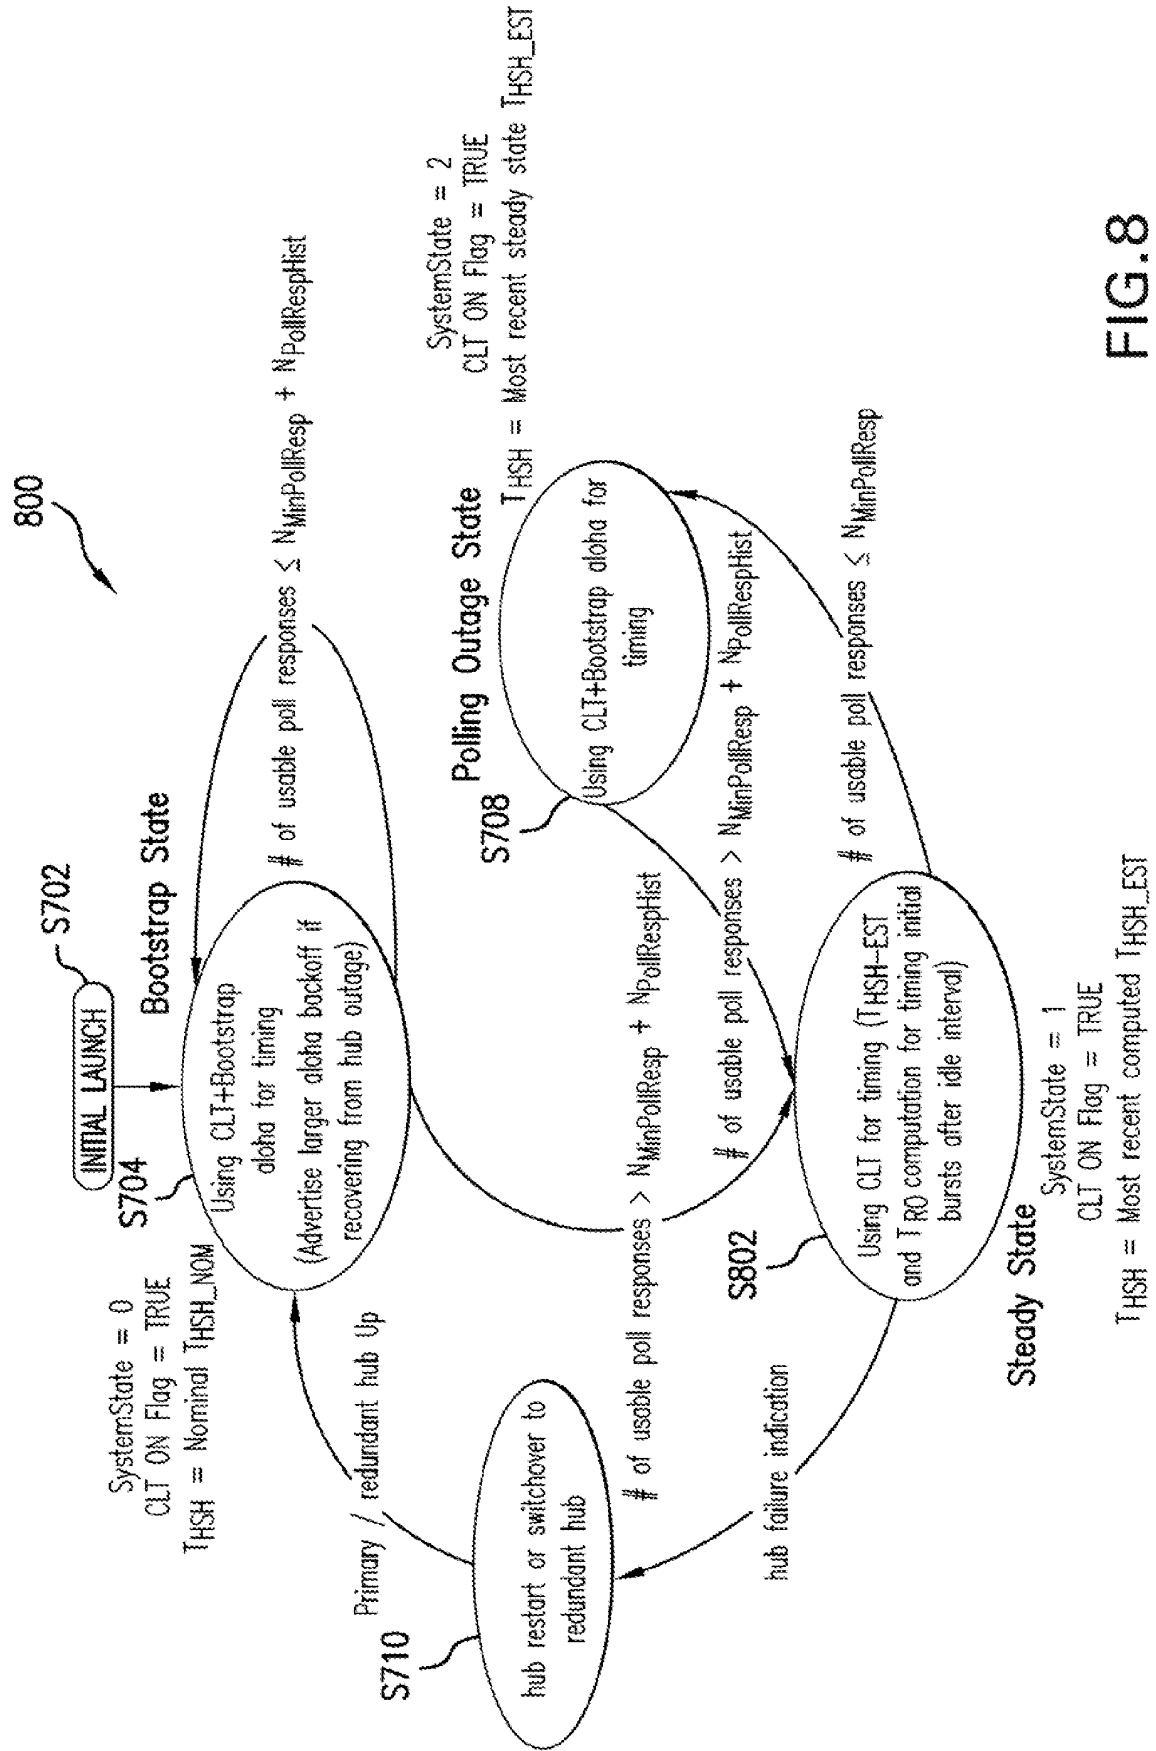 800
S702
INITIAL LAUNCH
SystemState = 0
CLT ON Flag = TRUE
THSH = Nominal THSH_NOM
S704
Bootstrap State
Using CLT+Bootstrap
aloha for timing
(Advertise larger aloha backoff if
recovering from hub outage)
# of usable poll responses ≤ NMinPollResp + NPollRespHist
Primary / redundant hub Up
S710
hub restart or switchover to
redundant hub
SystemState = 2
CLT ON Flag = TRUE
THSH = Most recent steady state THSH_EST
Polling Outage State
S708
Using CLT+Bootstrap aloha for
timing
# of usable poll responses > NMinPollResp + NPollRespHist
# of usable poll responses > NMinPollResp + NPollRespHist
hub failure indication
# of usable poll responses ≤ NMinPollResp
S802
Using CLT for timing (THSH-EST
and TRO computation for timing initial
bursts after idle interval)
Steady State
SystemState = 1
CLT ON Flag = TRUE
THSH = Most recent computed THSH_EST
FIG.8